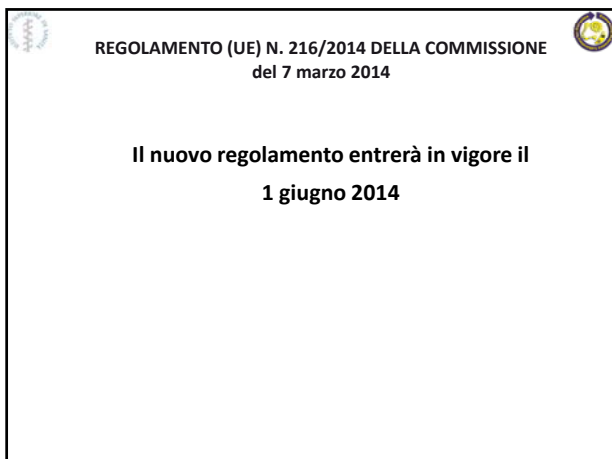 REGOLAMENTO (UE) N. 216/2014 DELLA COMMISSIONE
del 7 marzo 2014
Il nuovo regolamento entrerà in vigore il
1 giugno 2014